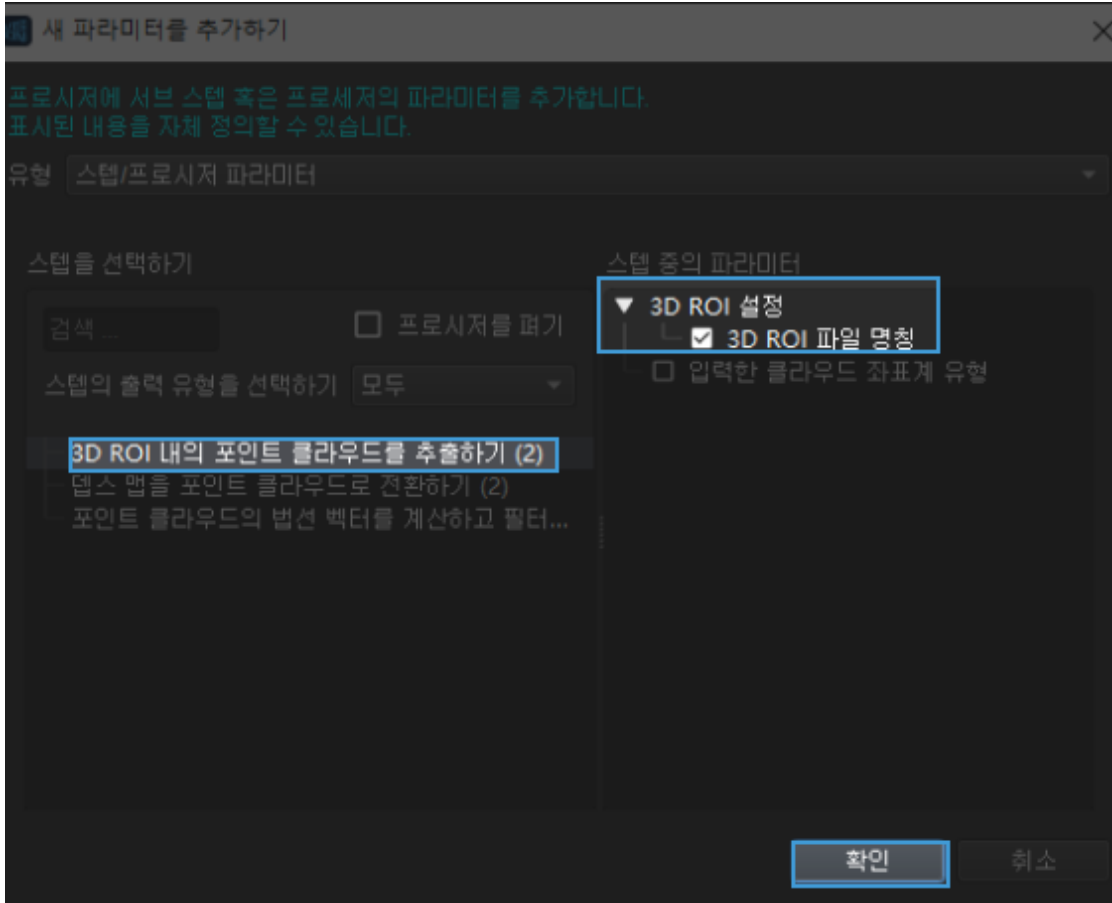 새 파라미터를 추가하기
프로시저에 서브 스텝 혹은 프로세저의 파라미터를 추가합니다.
표시된 내용을 자체 정의할 수 있습니다.
유형 스텝/프로시저 파라미터
스텝을 선택하기
검색 ... 프로시저를 펴기
스텝의 출력 유형을 선택하기 모두
3D ROI 내의 포인트 클라우드를 추출하기 (2)
뎁스 맵을 포인트 클라우드로 전환하기 (2)
포인트 클라우드의 법선 벡터를 계산하고 필터...
스텝 중의 파라미터
3D ROI 설정
3D ROI 파일 명칭
입력한 클라우드 좌표계 유형
확인 취소